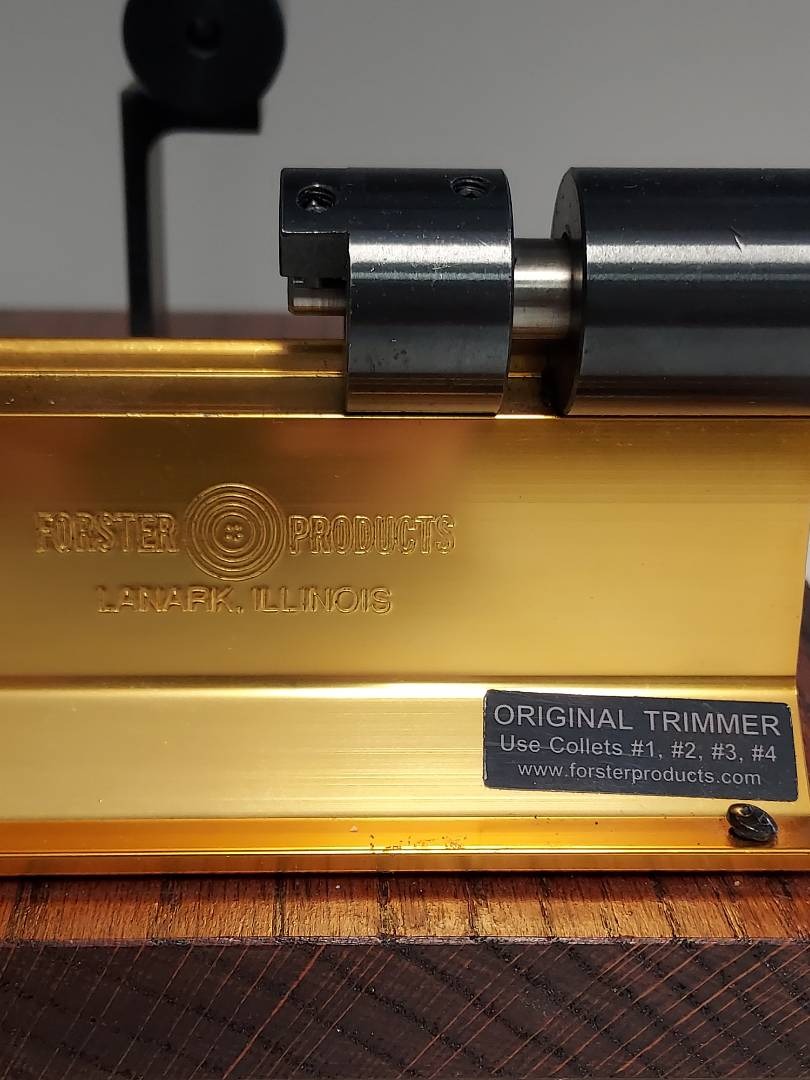 FORSTER PRODUCTS
LANARK, ILLINOIS
ORIGINAL TRIMMER
Use Collets #1, #2, #3, #4
www.forsterproducts.com